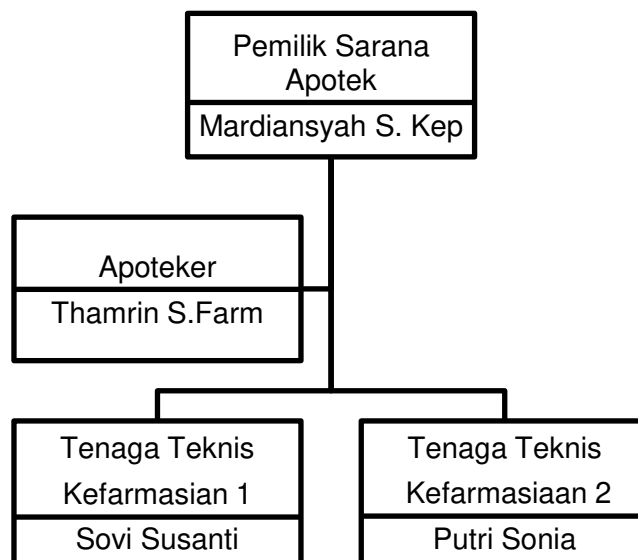 Pemilik Sarana
Apotek
Mardiansyah S. Kep
Apoteker
Thamrin S.Farm
Tenaga Teknis
Kefarmasian 1
Sovi Susanti
Tenaga Teknis
Kefarmasiaan 2
Putri Sonia